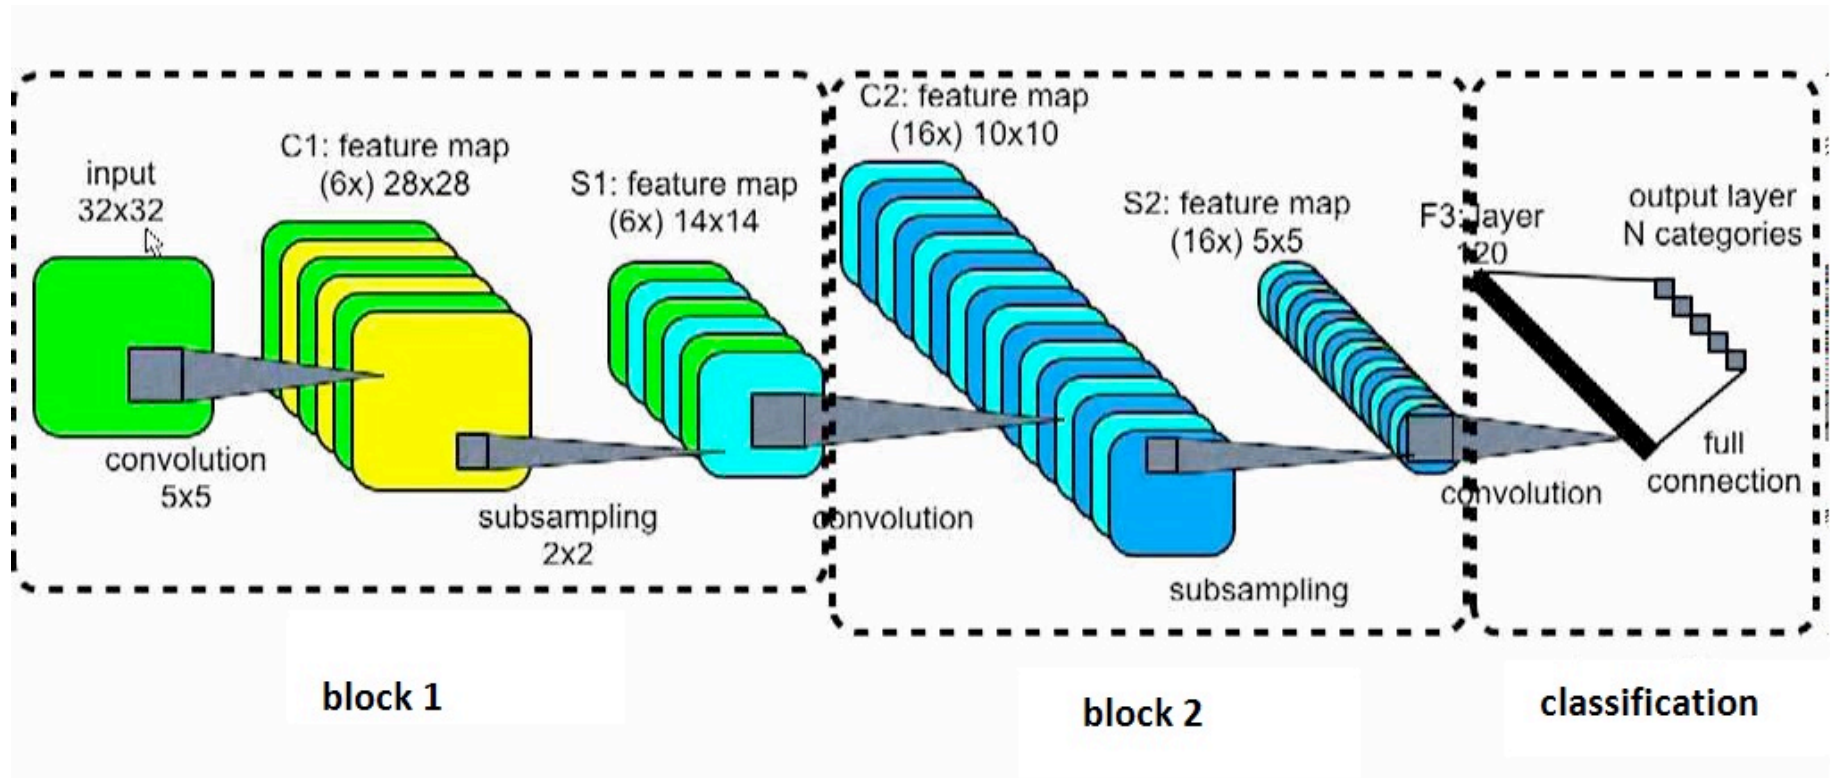 input
32x32
C1: feature map
(6x) 28x28
S1: feature map
(6x) 14x14
convolution
5x5
subsampling
2x2
C2: feature map
(16x) 10x10
S2: feature map
(16x) 5x5
convolution
subsampling
F3: layer
120
output layer
N categories
convolution
full
connection
block 1
block 2
classification